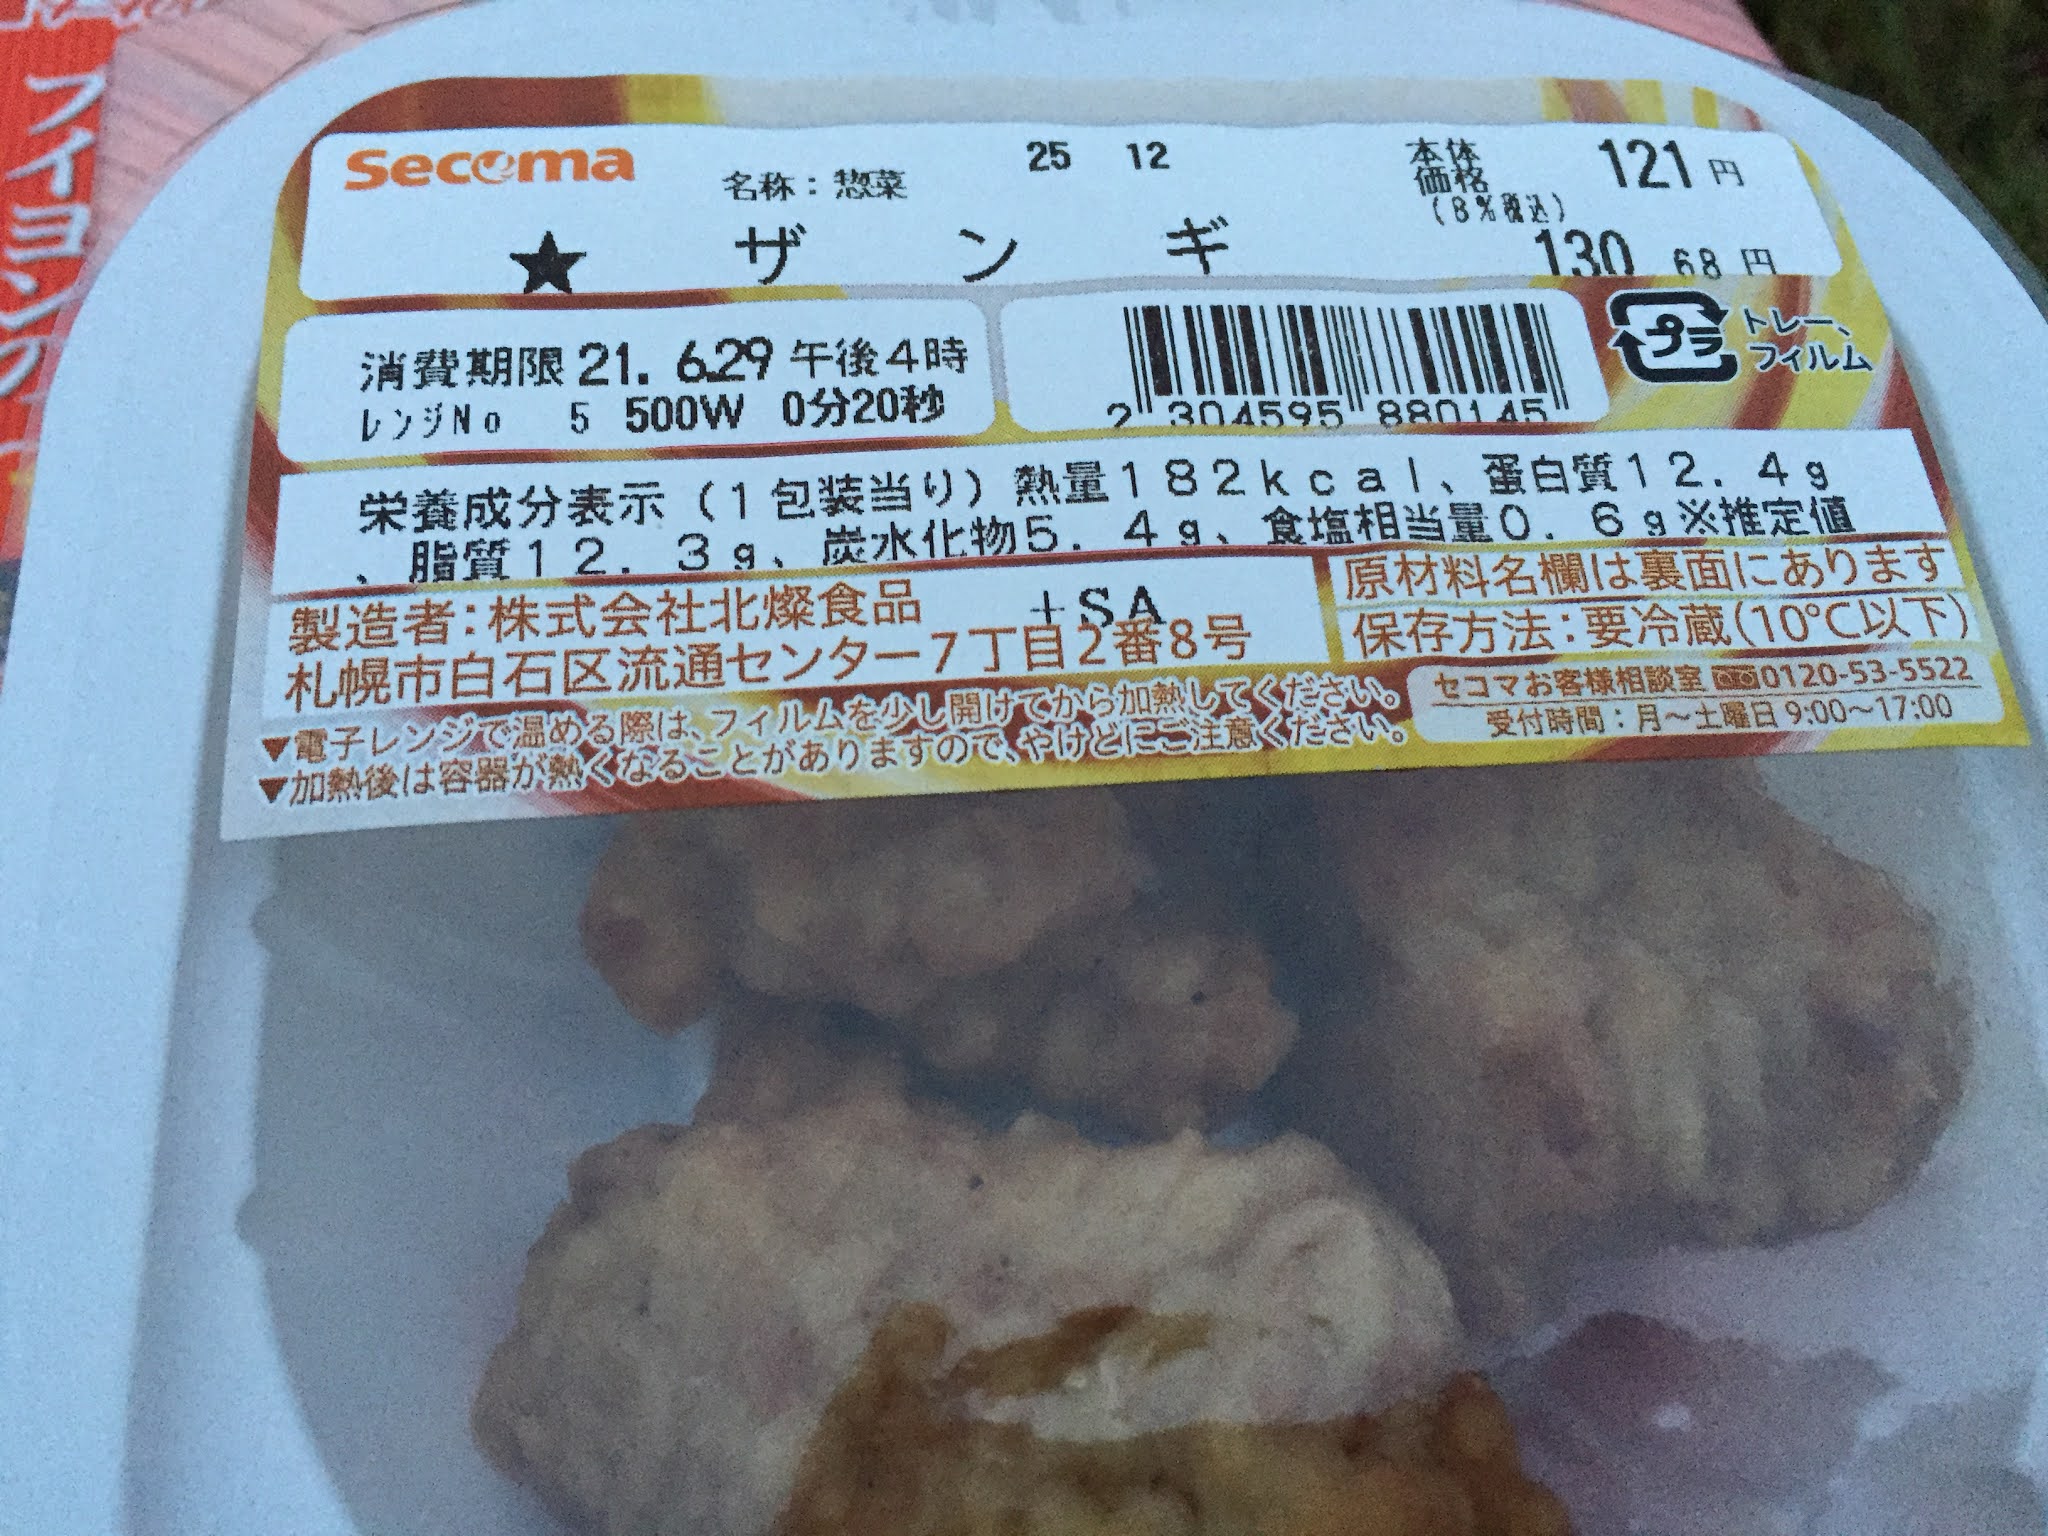 フィヨンの
Secoma
名称：惣菜
25 12
本体価格 121 円
(8%税込)
130.68 円
★ ザンギ
消費期限 21. 6.29 午後4時
レンジNo 5 500W 0分20秒
2 304595 880145
プラ
トレー、
フィルム
栄養成分表示（1包装当り）熱量182kcal、蛋白質12.4g
、脂質12.3g、炭水化物5.4g、食塩相当量0.6g※推定値
製造者：株式会社北燦食品 +SA
札幌市白石区流通センター7丁目2番8号
原材料名欄は裏面にあります
保存方法：要冷蔵(10℃以下)
セコマお客様相談室 0120-53-5522
受付時間：月～土曜日 9:00～17:00
▼電子レンジで温める際は、フィルムを少し開けてから加熱してください。
▼加熱後は容器が熱くなることがありますので、やけどにご注意ください。